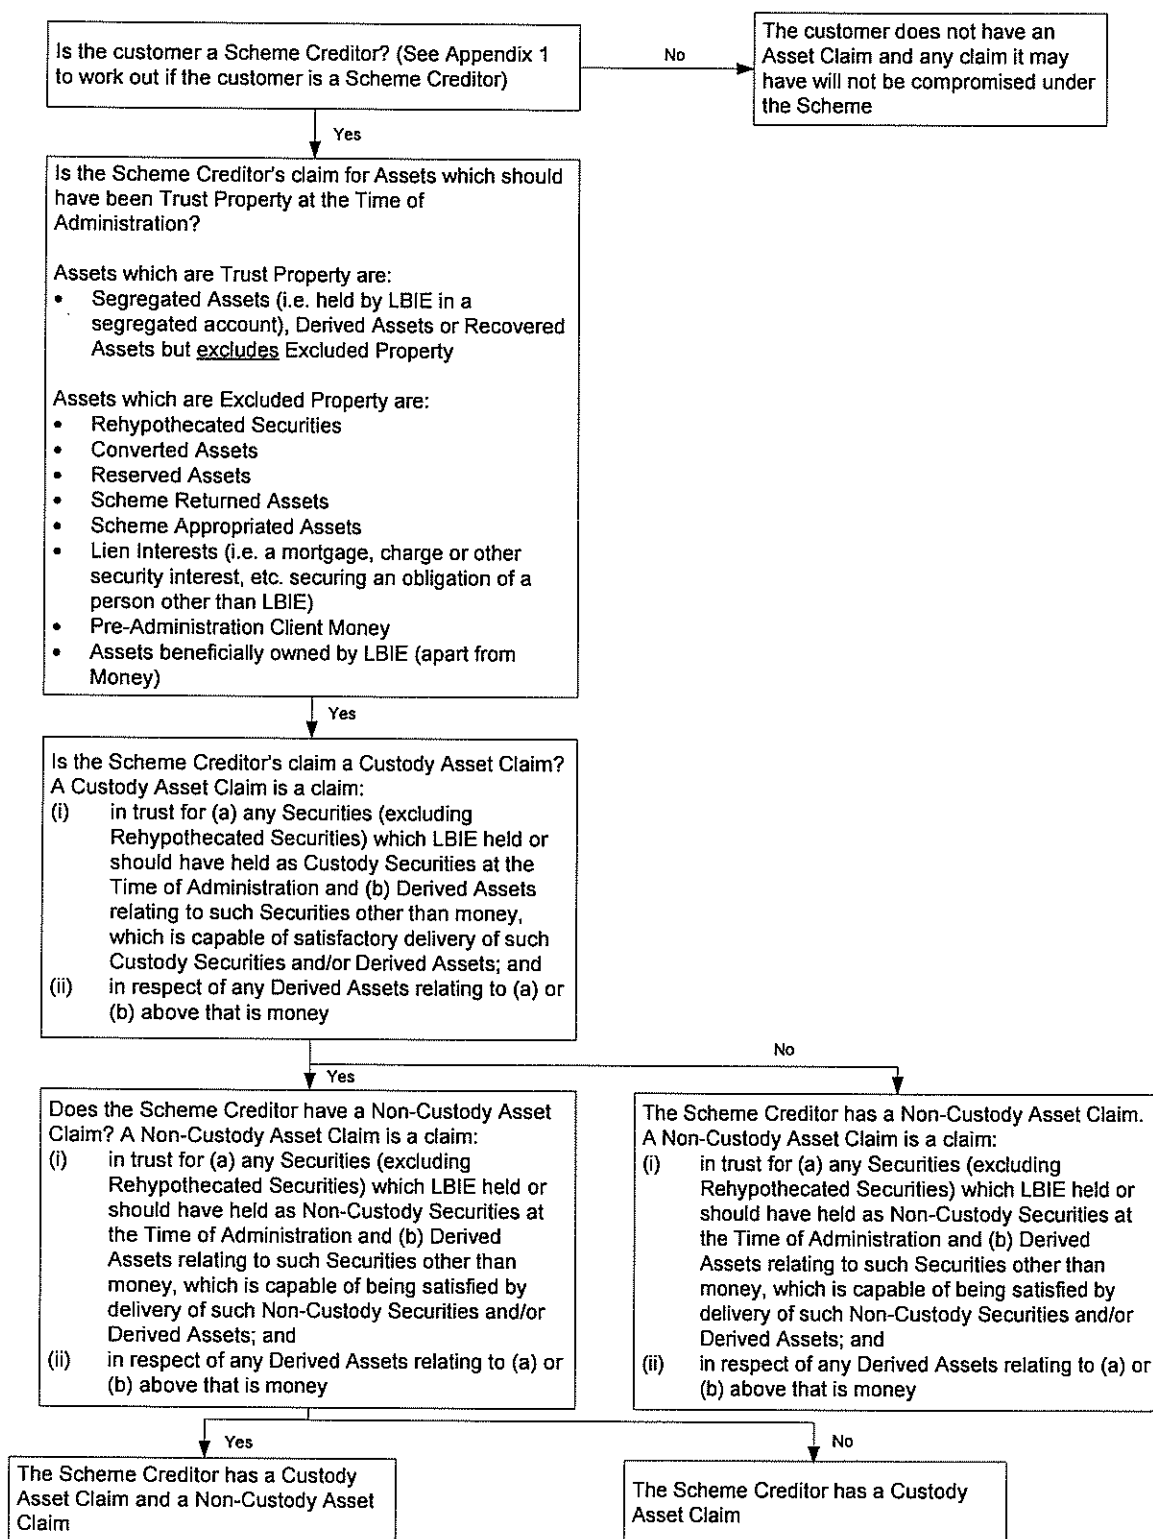 Is the customer a Scheme Creditor? (See Appendix 1
to work out if the customer is a Scheme Creditor)
No
The customer does not have an
Asset Claim and any claim it may
have will not be compromised under
the Scheme
Yes
Is the Scheme Creditor's claim for Assets which should
have been Trust Property at the Time of
Administration?
Assets which are Trust Property are:
• Segregated Assets (i.e. held by LBIE in a
segregated account), Derived Assets or Recovered
Assets but excludes Excluded Property
Assets which are Excluded Property are:
• Rehypothecated Securities
• Converted Assets
• Reserved Assets
• Scheme Returned Assets
• Scheme Appropriated Assets
• Lien Interests (i.e. a mortgage, charge or other
security interest, etc. securing an obligation of a
person other than LBIE)
• Pre-Administration Client Money
• Assets beneficially owned by LBIE (apart from
Money)
Yes
Is the Scheme Creditor's claim a Custody Asset Claim?
A Custody Asset Claim is a claim:
(i) in trust for (a) any Securities (excluding
Rehypothecated Securities) which LBIE held or
should have held as Custody Securities at the
Time of Administration and (b) Derived Assets
relating to such Securities other than money,
which is capable of satisfactory delivery of such
Custody Securities and/or Derived Assets; and
(ii) in respect of any Derived Assets relating to (a) or
(b) above that is money
No
Yes
Does the Scheme Creditor have a Non-Custody Asset
Claim? A Non-Custody Asset Claim is a claim:
(i) in trust for (a) any Securities (excluding
Rehypothecated Securities) which LBIE held or
should have held as Non-Custody Securities at
the Time of Administration and (b) Derived
Assets relating to such Securities other than
money, which is capable of being satisfied by
delivery of such Non-Custody Securities and/or
Derived Assets; and
(ii) in respect of any Derived Assets relating to (a) or
(b) above that is money
The Scheme Creditor has a Non-Custody Asset Claim.
A Non-Custody Asset Claim is a claim:
(i) in trust for (a) any Securities (excluding
Rehypothecated Securities) which LBIE held or
should have held as Non-Custody Securities at
the Time of Administration and (b) Derived
Assets relating to such Securities other than
money, which is capable of being satisfied by
delivery of such Non-Custody Securities and/or
Derived Assets; and
(ii) in respect of any Derived Assets relating to (a) or
(b) above that is money
Yes
No
The Scheme Creditor has a Custody
Asset Claim and a Non-Custody Asset
Claim
The Scheme Creditor has a Custody
Asset Claim